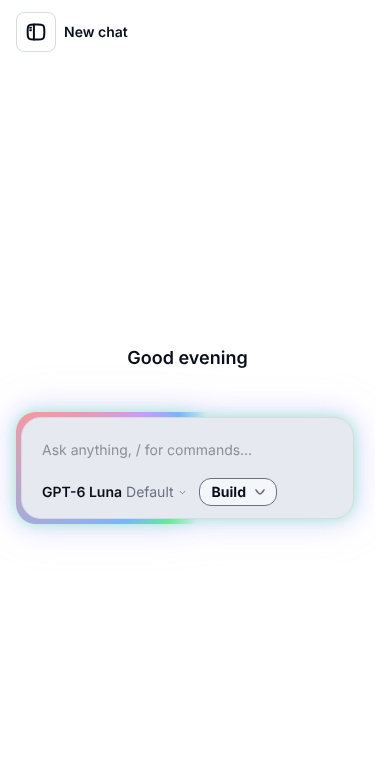 New chat
Good evening
Ask anything, / for commands...
GPT-6 Luna Default Build